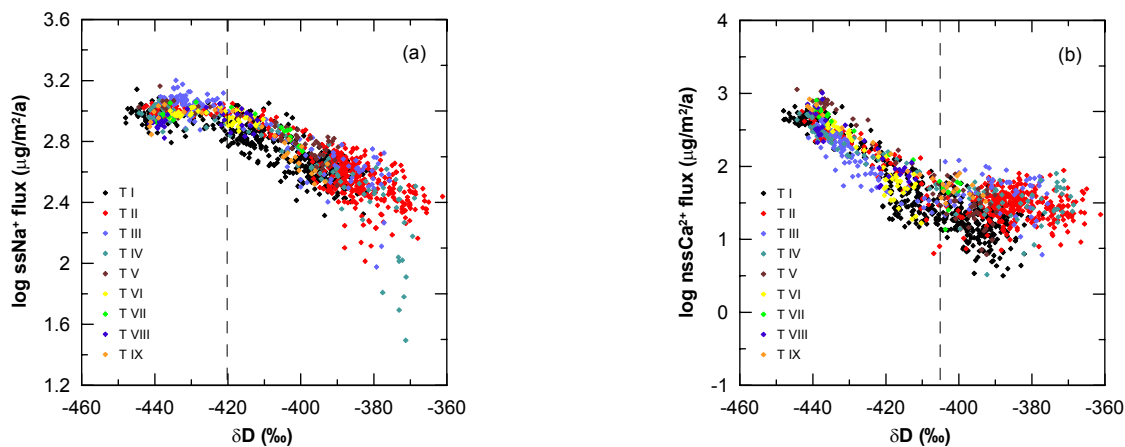 (a)
log ssNa⁺ flux (μg/m²/a)
3.6
3.2
2.8
2.4
2
1.6
1.2
T I
T II
T III
T IV
T V
T VI
T VII
T VIII
T IX
-460 -440 -420 -400 -380 -360
δD (‰)
(b)
log nssCa²⁺ flux (μg/m²/a)
4
3
2
1
0
-1
T I
T II
T III
T IV
T V
T VI
T VII
T VIII
T IX
-460 -440 -420 -400 -380 -360
δD (‰)